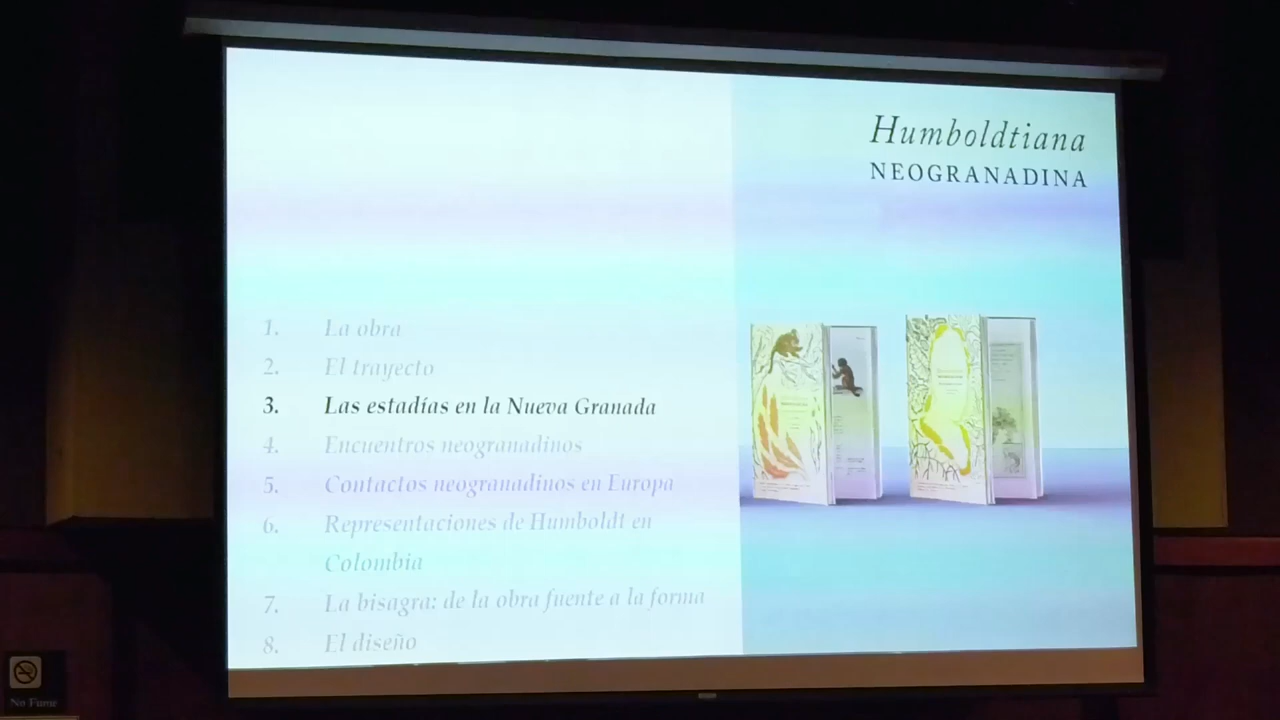 Humboldtiana
NEOGRANADINA
1. La obra
2. El trayecto
3. Las estadías en la Nueva Granada
4. Encuentros neogranadinos
5. Contactos neogranadinos en Europa
6. Representaciones de Humboldt en
Colombia
7. La bisagra: de la obra fuente a la forma
8. El diseño
No Fume